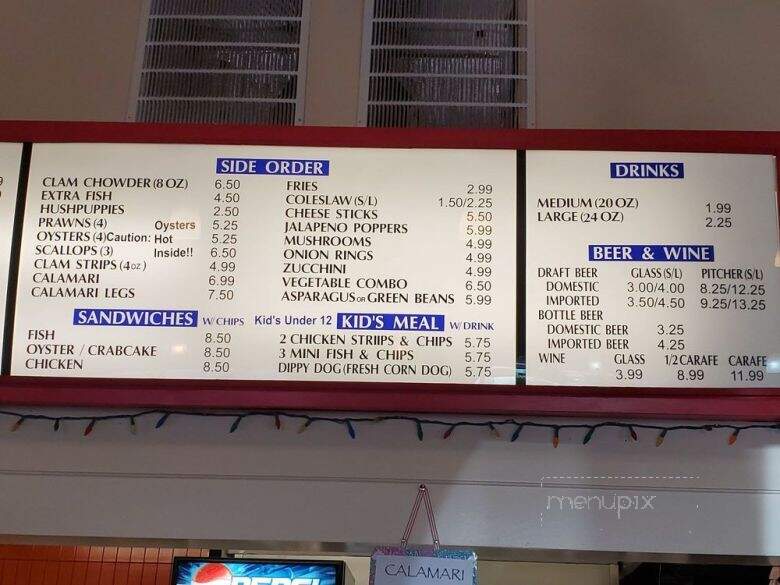 SIDE ORDER
CLAM CHOWDER (8 OZ) 6.50
EXTRA FISH 4.50
HUSHPUPPIES 2.50
PRAWNS (4) 5.25
OYSTERS (4) Caution: Hot Oysters Inside!! 5.25
SCALLOPS (3) 6.50
CLAM STRIPS (4oz) 4.99
CALAMARI 6.99
CALAMARI LEGS 7.50
FRIES 2.99
COLESLAW (S/L) 1.50/2.25
CHEESE STICKS 5.50
JALAPENO POPPERS 5.99
MUSHROOMS 4.99
ONION RINGS 4.99
ZUCCHINI 4.99
VEGETABLE COMBO 6.50
ASPARAGUS OR GREEN BEANS 5.99
SANDWICHES W/ CHIPS
FISH 8.50
OYSTER / CRABCAKE 8.50
CHICKEN 8.50
Kid's Under 12 KID'S MEAL W/ DRINK
2 CHICKEN STRIIPS & CHIPS 5.75
3 MINI FISH & CHIPS 5.75
DIPPY DOG (FRESH CORN DOG) 5.75
DRINKS
MEDIUM (20 OZ) 1.99
LARGE (24 OZ) 2.25
BEER & WINE
DRAFT BEER GLASS (S/L) PITCHER (S/L)
DOMESTIC 3.00/4.00 8.25/12.25
IMPORTED 3.50/4.50 9.25/13.25
BOTTLE BEER
DOMESTIC BEER 3.25
IMPORTED BEER 4.25
WINE GLASS 1/2 CARAFE CARAFE
3.99 8.99 11.99
menupix
PEPSI
CALAMARI